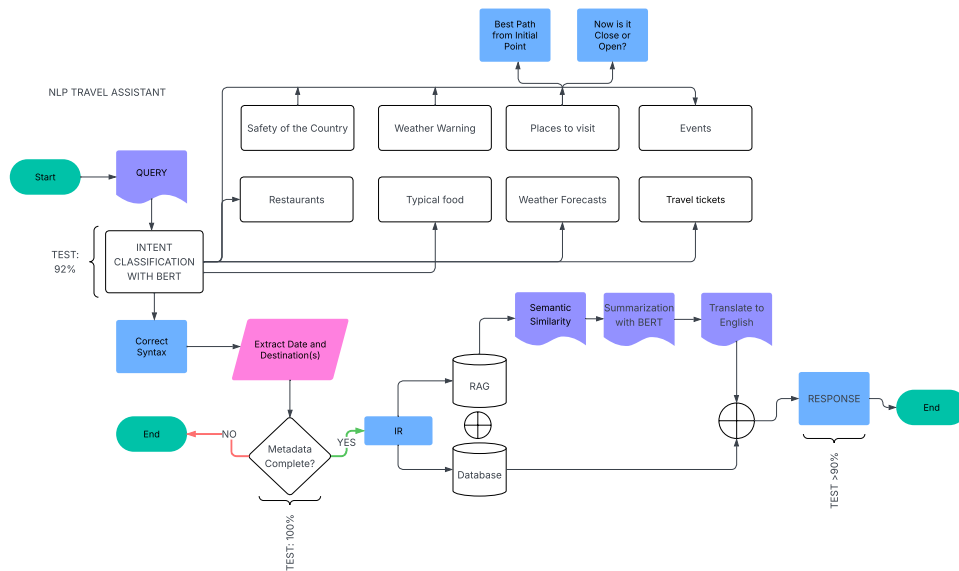 Best Path
from Initial
Point
Now is it
Close or
Open?
NLP TRAVEL ASSISTANT
Safety of the Country
Weather Warning
Places to visit
Events
Start
QUERY
Restaurants
Typical food
Weather Forecasts
Travel tickets
TEST:
92%
INTENT
CLASSIFICATION
WITH BERT
Semantic
Similarity
Summarization
with BERT
Translate to
English
Correct
Syntax
Extract Date and
Destination(s)
RAG
RESPONSE
End
End
NO
YES
IR
Metadada
Complete?
Database
TEST >90%
TEST: 100%